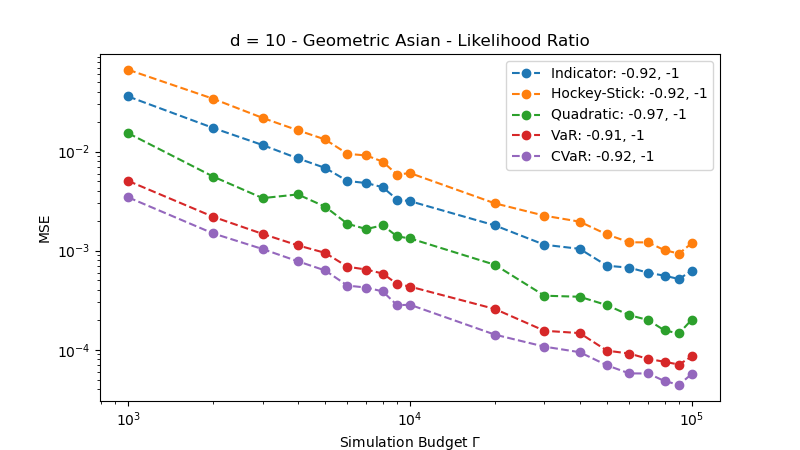 d = 10 - Geometric Asian - Likelihood Ratio
Indicator: -0.92, -1
Hockey-Stick: -0.92, -1
Quadratic: -0.97, -1
VaR: -0.91, -1
CVaR: -0.92, -1
MSE
10⁻²
10⁻³
10⁻⁴
10³ 10⁴ 10⁵
Simulation Budget Γ